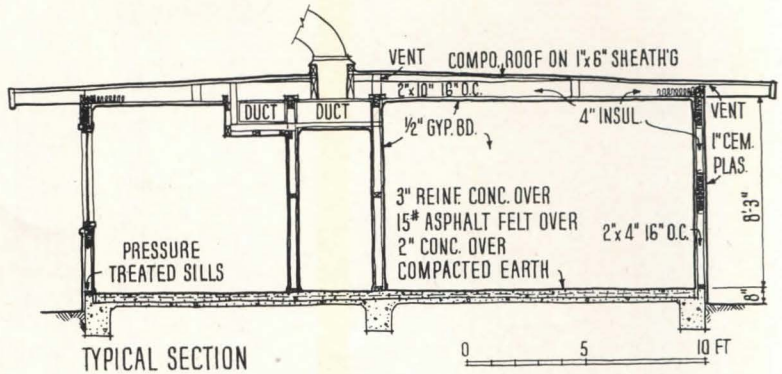 VENT
COMPO. ROOF ON 1"x6" SHEATH'G
2"x10" 16" O.C.
DUCT
DUCT
1/2" GYP. BD.
4" INSUL.
VENT
1" CEM.
PLAS.
8'-3"
3" REINF. CONC. OVER
15# ASPHALT FELT OVER
2" CONC. OVER
COMPACTED EARTH
2"x4" 16" O.C.
PRESSURE
TREATED SILLS
8"
TYPICAL SECTION
0 5 10 FT